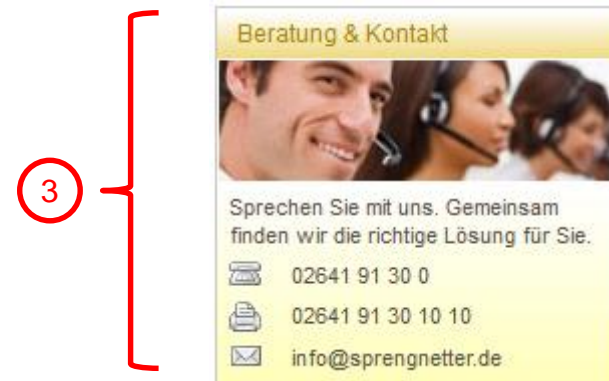 3
Beratung & Kontakt
Sprechen Sie mit uns. Gemeinsam
finden wir die richtige Lösung für Sie.
02641 91 30 0
02641 91 30 10 10
info@sprengnetter.de